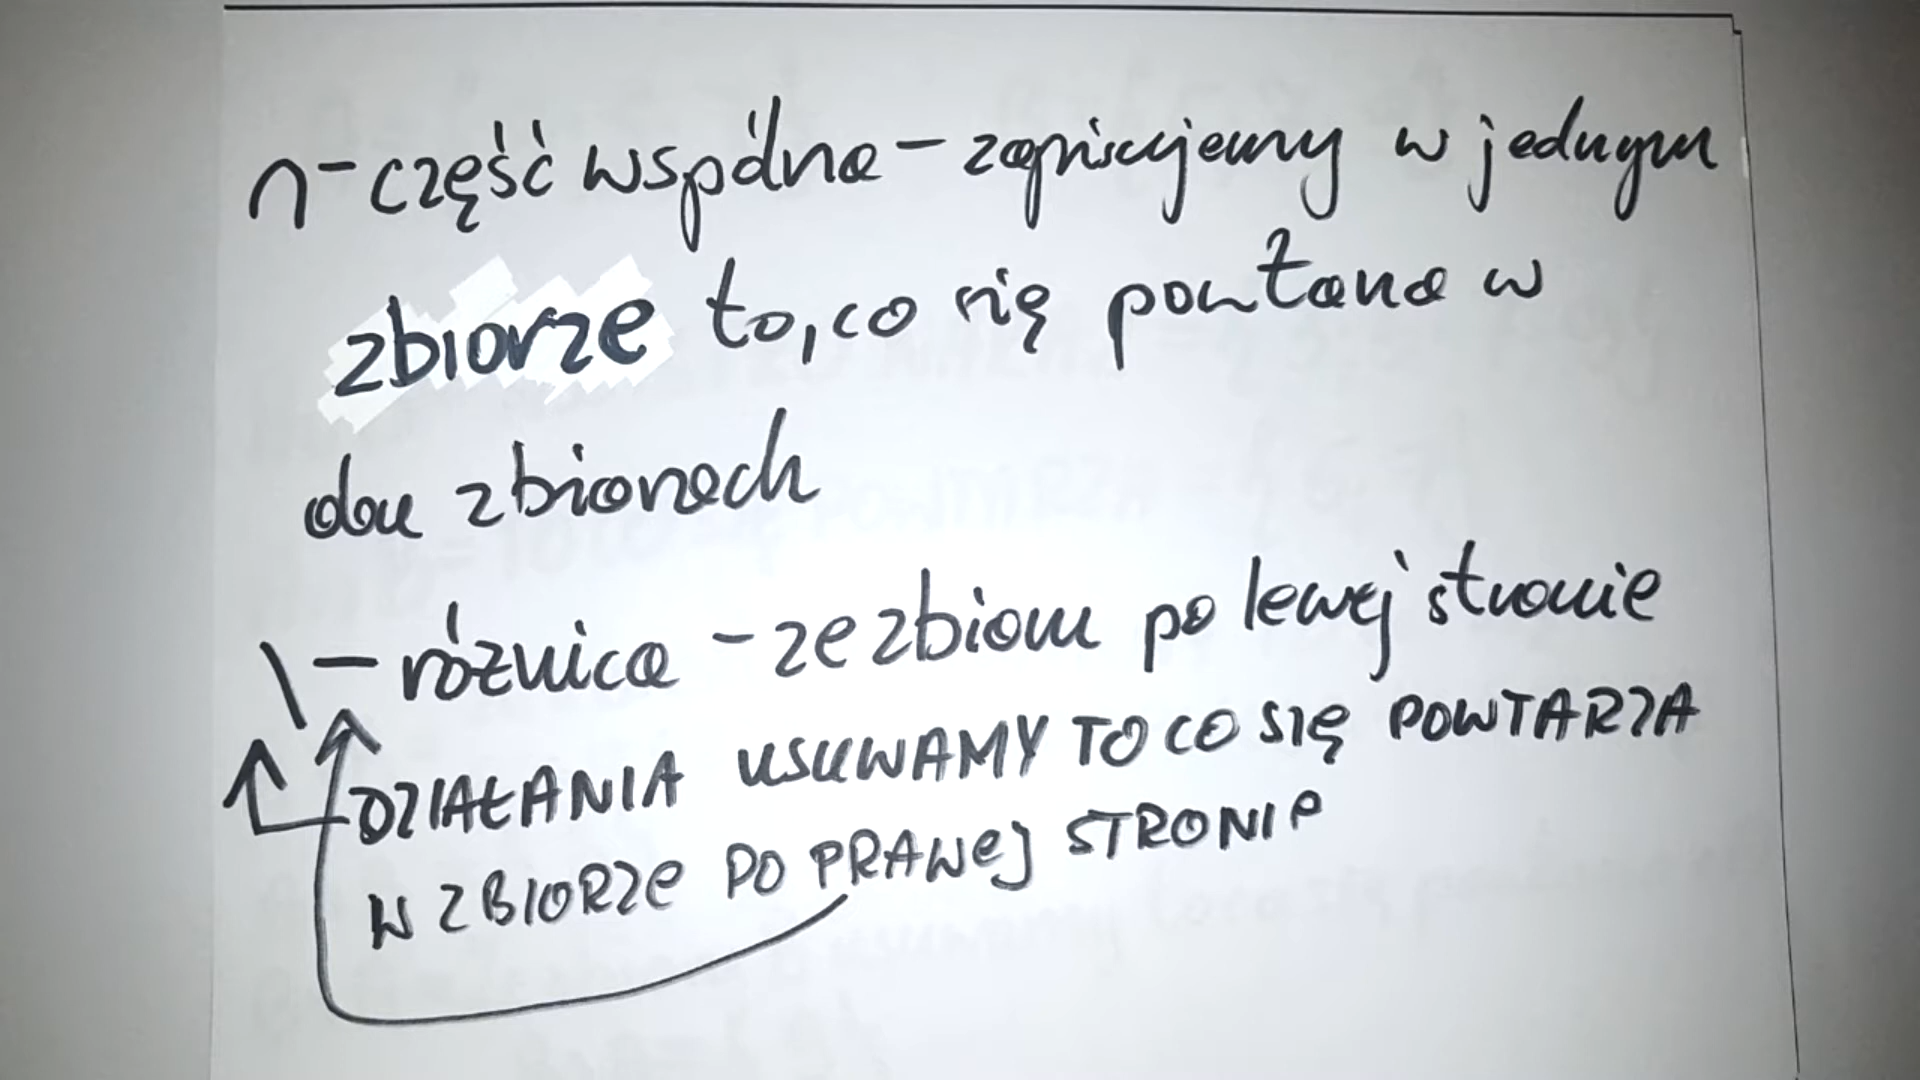 ∩ - część wspólna - zapisujemy w jednym
zbiorze to, co się powtarza w
obu zbiorach
\ - różnica - ze zbioru po lewej stronie
DZIAŁANIA USUWAMY TO CO SIĘ POWTARZA
W ZBIORZE PO PRAWEJ STRONIE